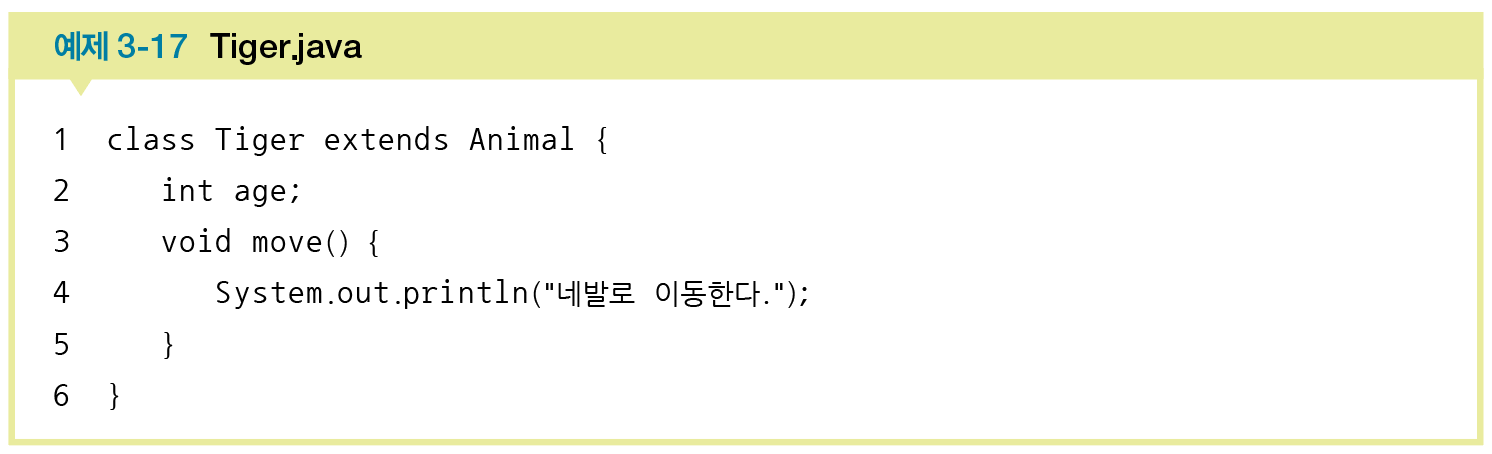 예제 3-17 Tiger.java
1 class Tiger extends Animal {
2 int age;
3 void move() {
4 System.out.println("네발로 이동한다.");
5 }
6 }